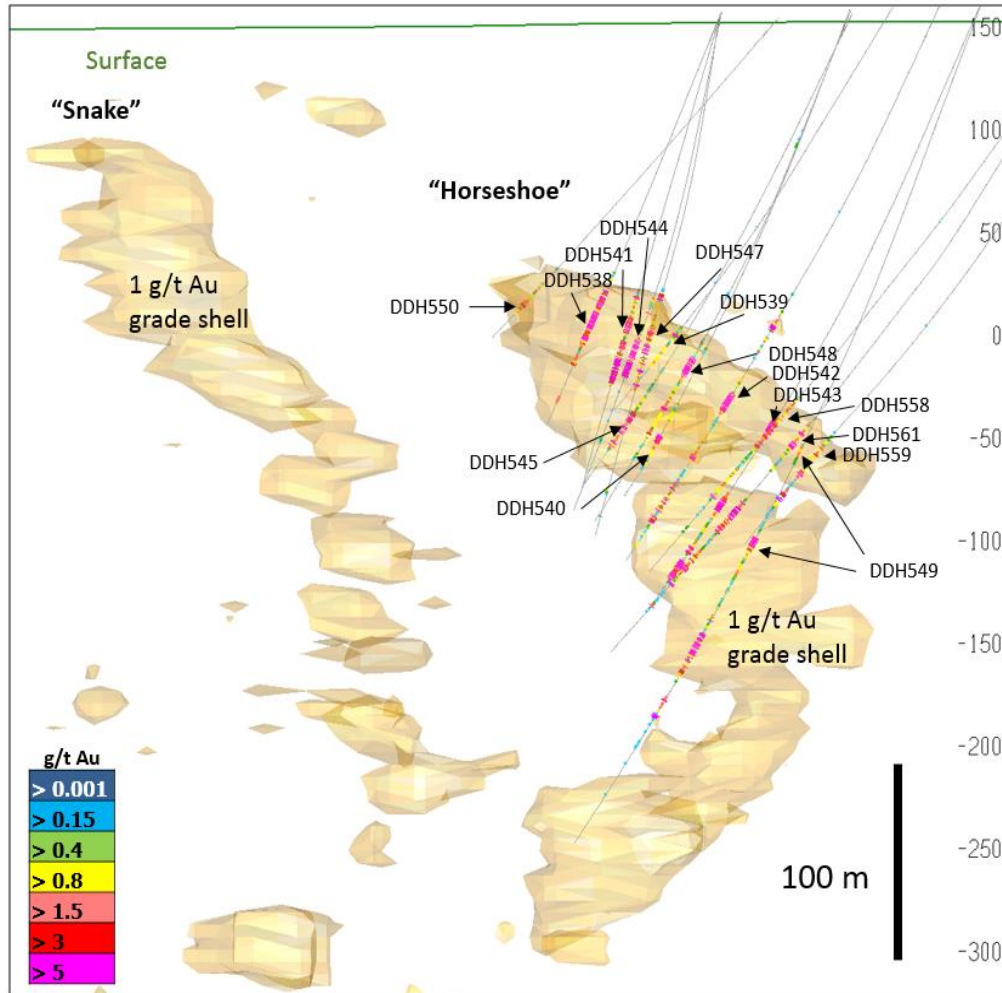 Surface
“Snake”
“Horseshoe”
1 g/t Au
grade shell
DDH544
DDH541
DDH547
DDH538
DDH539
DDH550
DDH548
DDH542
DDH543
DDH558
DDH561
DDH559
DDH545
DDH540
DDH549
1 g/t Au
grade shell
150
100
50
0
-50
-100
-150
-200
-250
-300
g/t Au
> 0.001
> 0.15
> 0.4
> 0.8
> 1.5
> 3
> 5
100 m